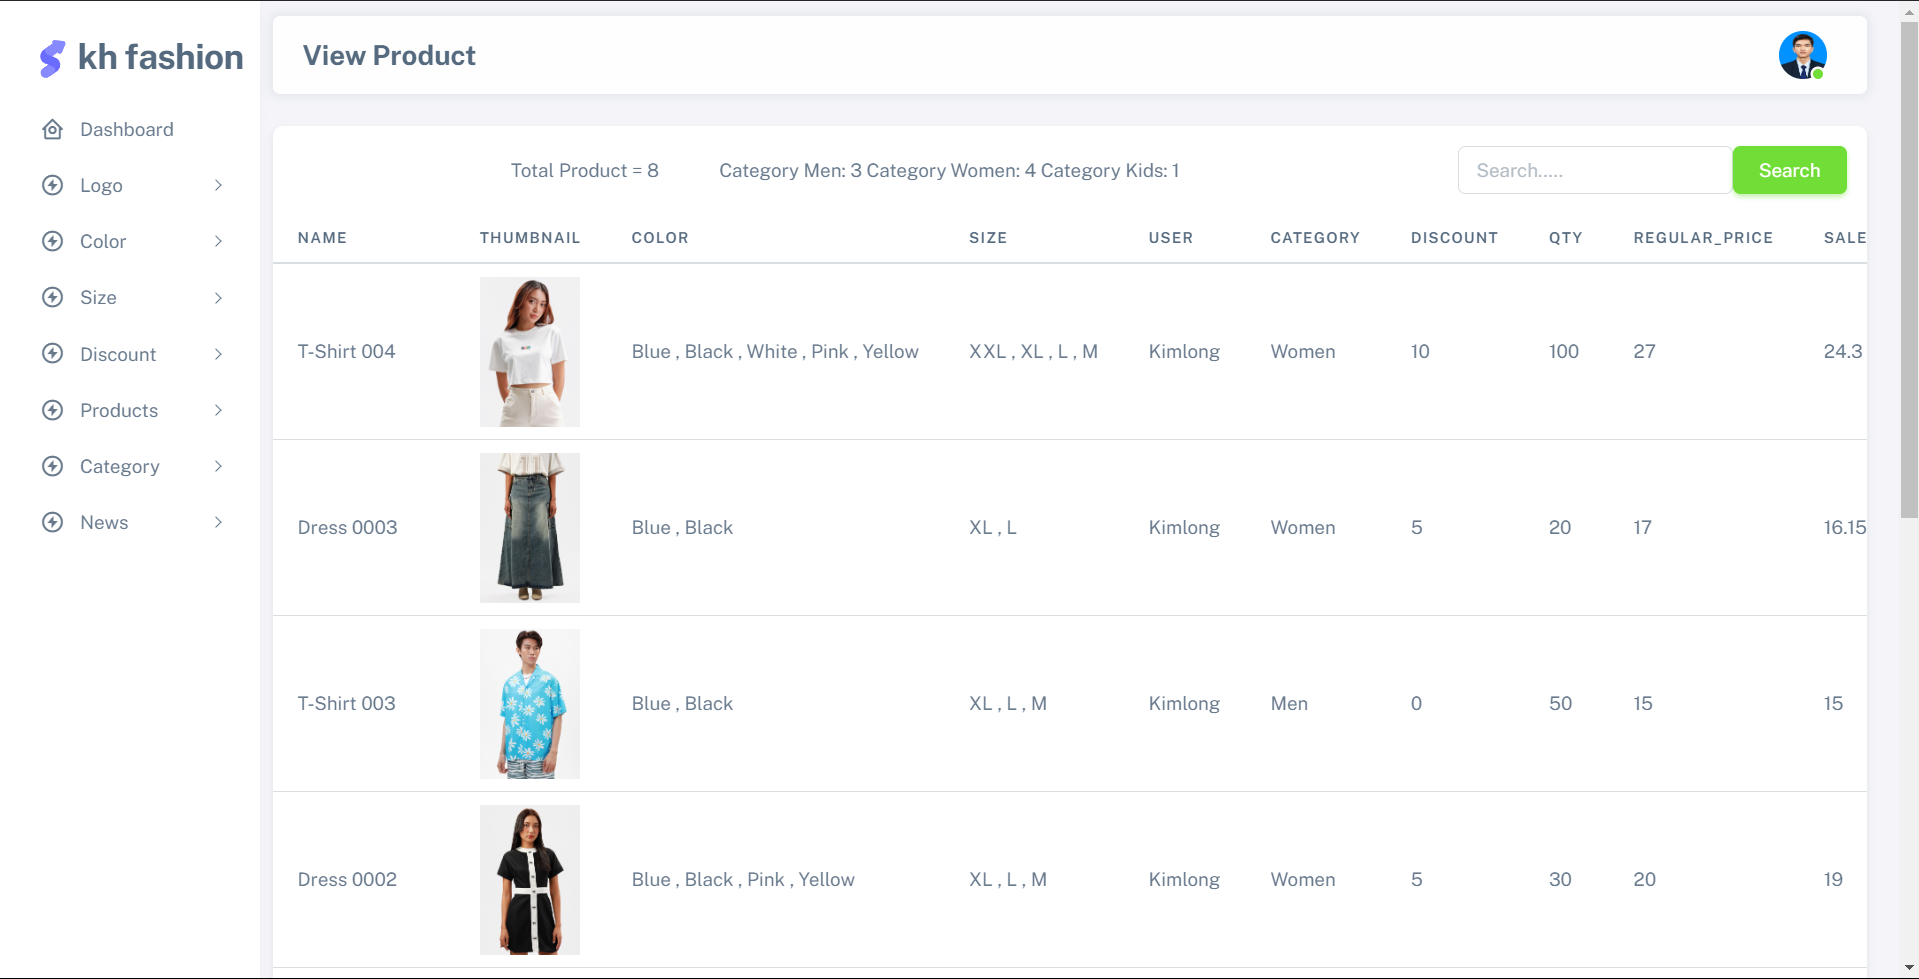 kh fashion
Dashboard
Logo
Color
Size
Discount
Products
Category
News
View Product
Total Product = 8 Category Men: 3 Category Women: 4 Category Kids: 1 Search..... Search
NAME THUMBNAIL COLOR SIZE USER CATEGORY DISCOUNT QTY REGULAR_PRICE SALE
T-Shirt 004 Blue , Black , White , Pink , Yellow XXL , XL , L , M Kimlong Women 10 100 27 24.3
Dress 0003 Blue , Black XL , L Kimlong Women 5 20 17 16.15
T-Shirt 003 Blue , Black XL , L , M Kimlong Men 0 50 15 15
Dress 0002 Blue , Black , Pink , Yellow XL , L , M Kimlong Women 5 30 20 19